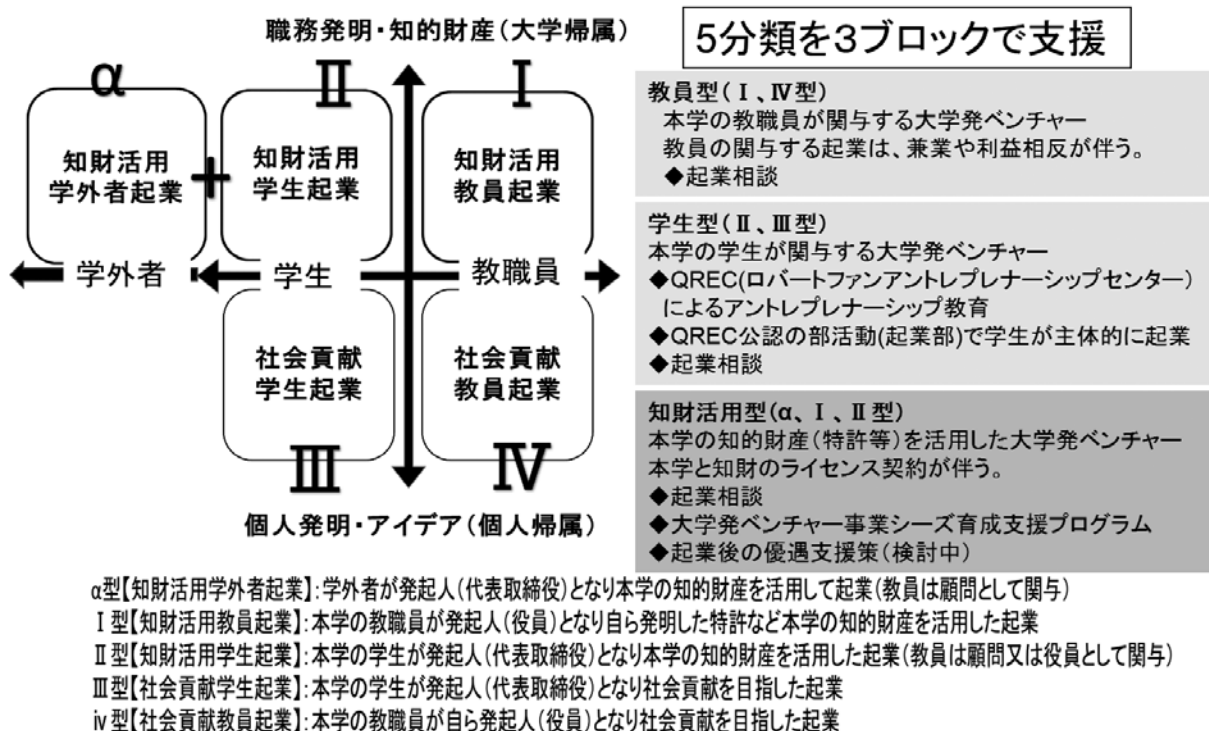 職務発明・知的財産(大学帰属)
α
Ⅱ
Ⅰ
知財活用
学外者起業
+
知財活用
学生起業
知財活用
教員起業
学外者
学生
教職員
社会貢献
学生起業
社会貢献
教員起業
Ⅲ
Ⅳ
個人発明・アイデア(個人帰属)
5分類を3ブロックで支援
教員型(Ⅰ、Ⅳ型)
本学の教職員が関与する大学発ベンチャー
教員の関与する起業は、兼業や利益相反が伴う。
◆起業相談
学生型(Ⅱ、Ⅲ型)
本学の学生が関与する大学発ベンチャー
◆QREC(ロバートファンアントレプレナーシップセンター)
によるアントレプレナーシップ教育
◆QREC公認の部活動(起業部)で学生が主体的に起業
◆起業相談
知財活用型(α、Ⅰ、Ⅱ型)
本学の知的財産(特許等)を活用した大学発ベンチャー
本学と知財のライセンス契約が伴う。
◆起業相談
◆大学発ベンチャー事業シーズ育成支援プログラム
◆起業後の優遇支援策(検討中)
α型【知財活用学外者起業】:学外者が発起人(代表取締役)となり本学の知的財産を活用して起業(教員は顧問として関与)
Ⅰ型【知財活用教員起業】:本学の教職員が発起人(役員)となり自ら発明した特許など本学の知的財産を活用した起業
Ⅱ型【知財活用学生起業】:本学の学生が発起人(代表取締役)となり本学の知的財産を活用した起業(教員は顧問又は役員として関与)
Ⅲ型【社会貢献学生起業】:本学の学生が発起人(代表取締役)となり社会貢献を目指した起業
ⅳ型【社会貢献教員起業】:本学の教職員が自ら発起人(役員)となり社会貢献を目指した起業